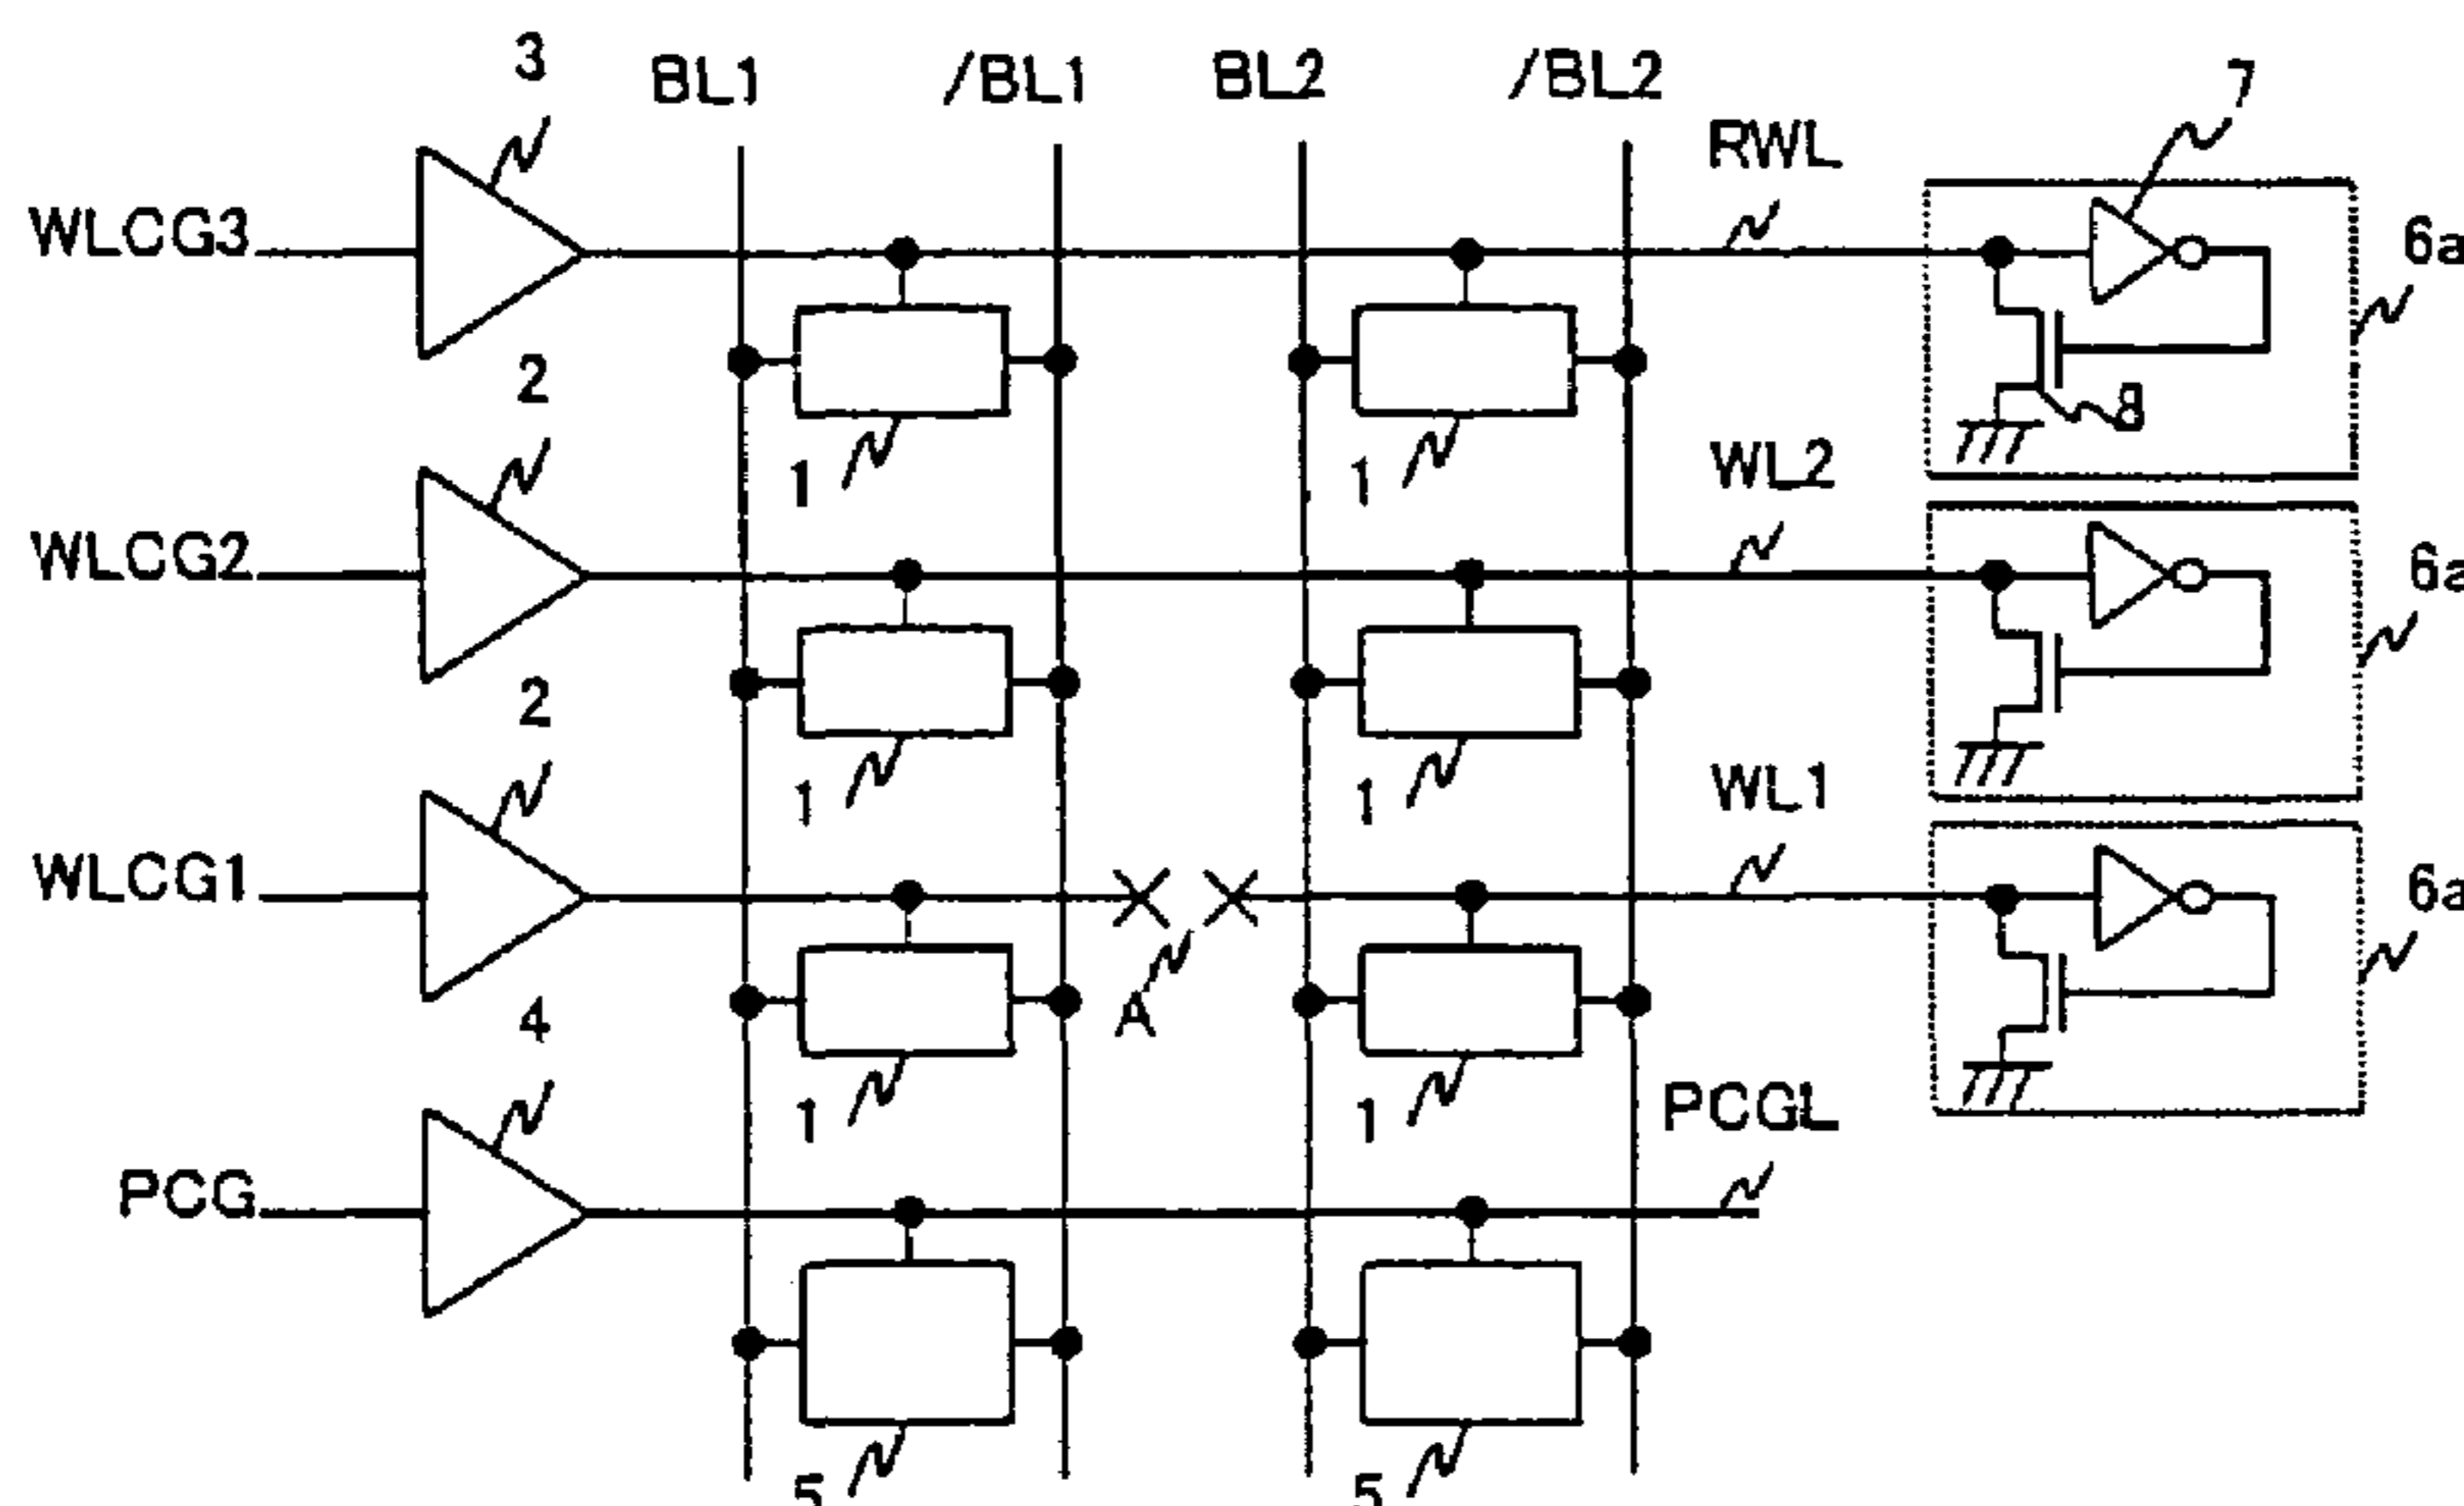 3 BL1 /BL1 BL2 /BL2 7
RWL
WLCG3 6a
8
2
1 1 WL2
WLCG2 6a
2
1 1 WL1
WLCG1 6a
A
4
1 1 PCGL
PCG
5 5